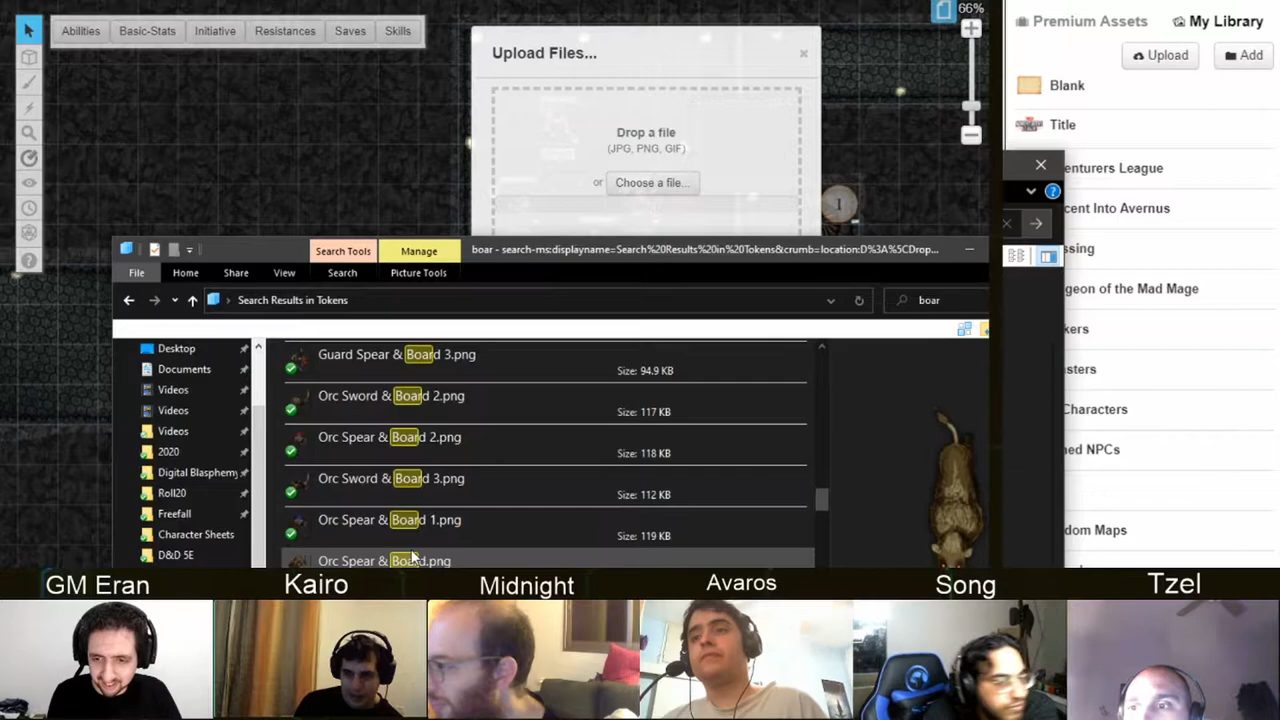 66%
Premium Assets
My Library
Abilities
Basic-Stats
Initiative
Resistances
Saves
Skills
Upload Files...
×
Upload
Add
Blank
Title
Drop a file
(JPG, PNG, GIF)
or Choose a file...
enturers League
cent Into Avernus
ssing
geon of the Mad Mage
kers
sters
Characters
ned NPCs
dom Maps
Search Tools
Manage
boar - search-ms:displayname=Search%20Results%20in%20Tokens&crumb=location:D%3A%5CDrop...
File
Home
Share
View
Search
Picture Tools
Search Results in Tokens
boar
Desktop
Documents
Videos
Videos
Videos
2020
Digital Blasphemy
Roll20
Freefall
Character Sheets
D&D 5E
Guard Spear & Board 3.png
Size: 94.9 KB
Orc Sword & Board 2.png
Size: 117 KB
Orc Spear & Board 2.png
Size: 118 KB
Orc Sword & Board 3.png
Size: 112 KB
Orc Spear & Board 1.png
Size: 119 KB
Orc Spear & Board.png
GM Eran
Kairo
Midnight
Avaros
Song
Tzel